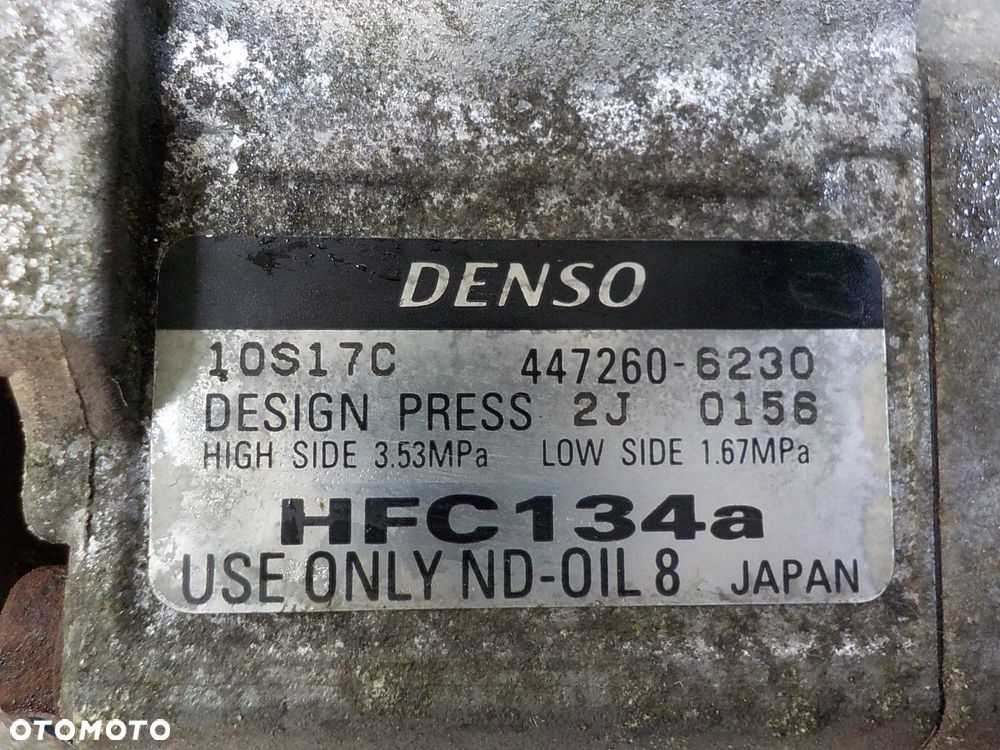 DENSO
10S17C 447260-6230
DESIGN PRESS 2J 0156
HIGH SIDE 3.53MPa LOW SIDE 1.67MPa
HFC134a
USE ONLY ND-OIL 8 JAPAN
OTOMOTO